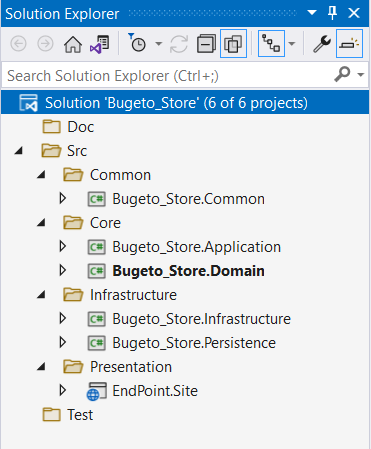 Solution Explorer
Search Solution Explorer (Ctrl+;)
Solution 'Bugeto_Store' (6 of 6 projects)
Doc
Src
Common
C# Bugeto_Store.Common
Core
C# Bugeto_Store.Application
C# Bugeto_Store.Domain
Infrastructure
C# Bugeto_Store.Infrastructure
C# Bugeto_Store.Persistence
Presentation
EndPoint.Site
Test